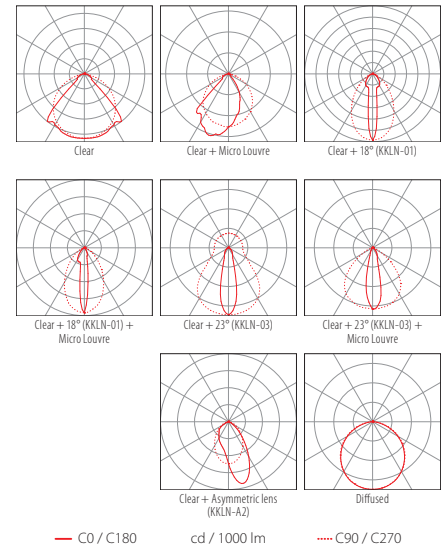 Clear
Clear + Micro Louvre
Clear + 18° (KKLN-01)
Clear + 18° (KKLN-01) +
Micro Louvre
Clear + 23° (KKLN-03)
Clear + 23° (KKLN-03) +
Micro Louvre
Clear + Asymmetric lens
(KKLN-A2)
Diffused
C0 / C180 cd / 1000 lm C90 / C270